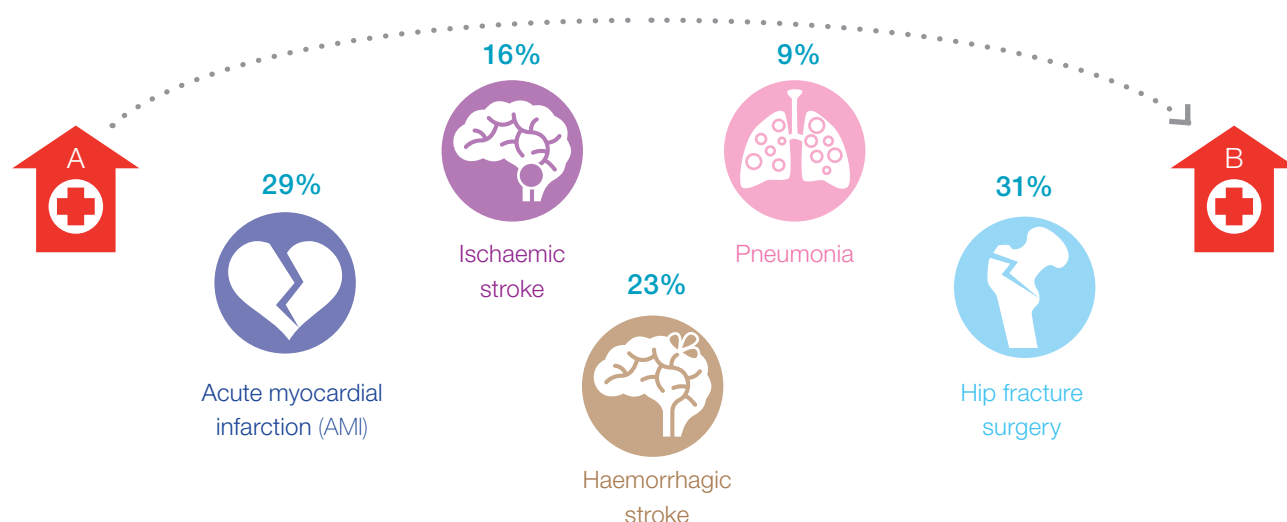 16%
9%
A
B
29%
31%
Ischaemic
stroke
Pneumonia
23%
Acute myocardial
infarction (AMI)
Hip fracture
surgery
Haemorrhagic
stroke